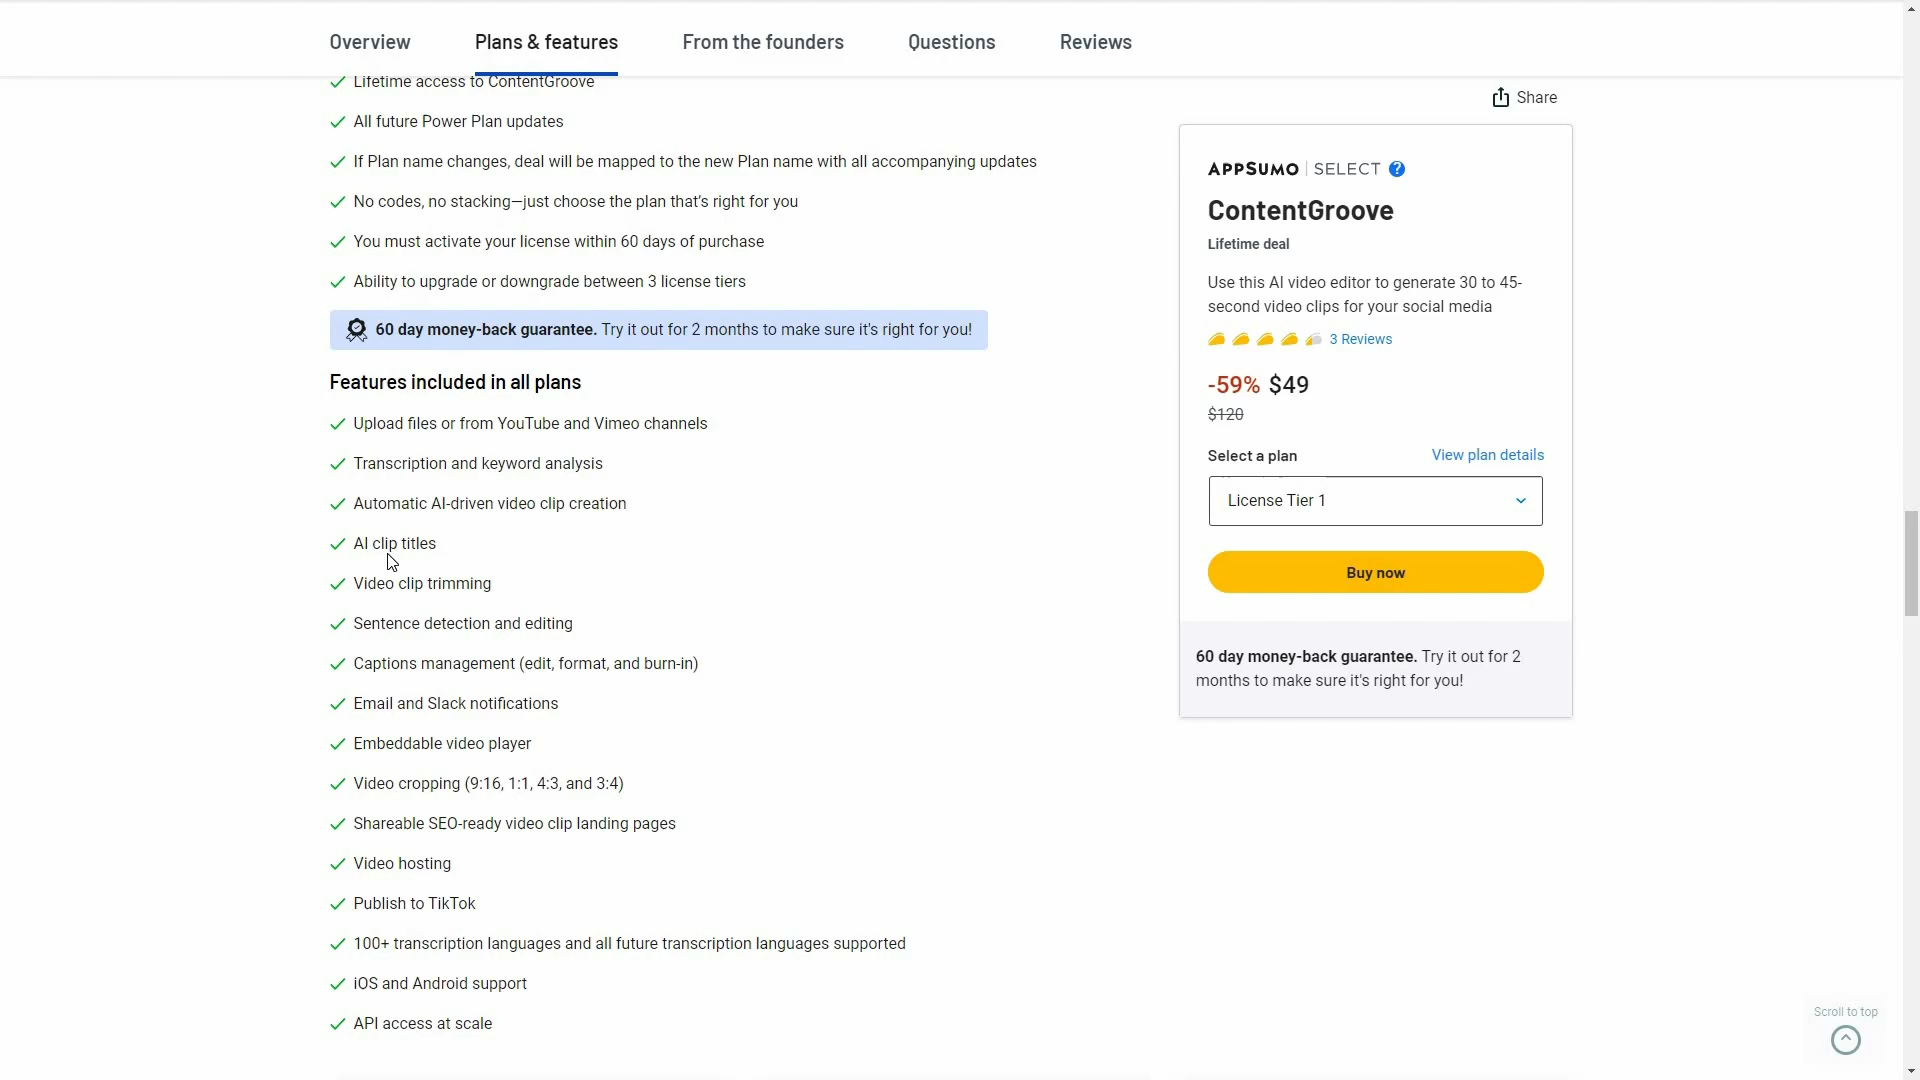 Overview
Plans & features
From the founders
Questions
Reviews
Lifetime access to ContentGroove
All future Power Plan updates
If Plan name changes, deal will be mapped to the new Plan name with all accompanying updates
No codes, no stacking—just choose the plan that's right for you
You must activate your license within 60 days of purchase
Ability to upgrade or downgrade between 3 license tiers
60 day money-back guarantee. Try it out for 2 months to make sure it's right for you!
Features included in all plans
Upload files or from YouTube and Vimeo channels
Transcription and keyword analysis
Automatic AI-driven video clip creation
AI clip titles
Video clip trimming
Sentence detection and editing
Captions management (edit, format, and burn-in)
Email and Slack notifications
Embeddable video player
Video cropping (9:16, 1:1, 4:3, and 3:4)
Shareable SEO-ready video clip landing pages
Video hosting
Publish to TikTok
100+ transcription languages and all future transcription languages supported
iOS and Android support
API access at scale
Share
APPSUMO | SELECT ?
ContentGroove
Lifetime deal
Use this AI video editor to generate 30 to 45-
second video clips for your social media
3 Reviews
-59% $49
$120
Select a plan
View plan details
License Tier 1
Buy now
60 day money-back guarantee. Try it out for 2
months to make sure it's right for you!
Scroll to top